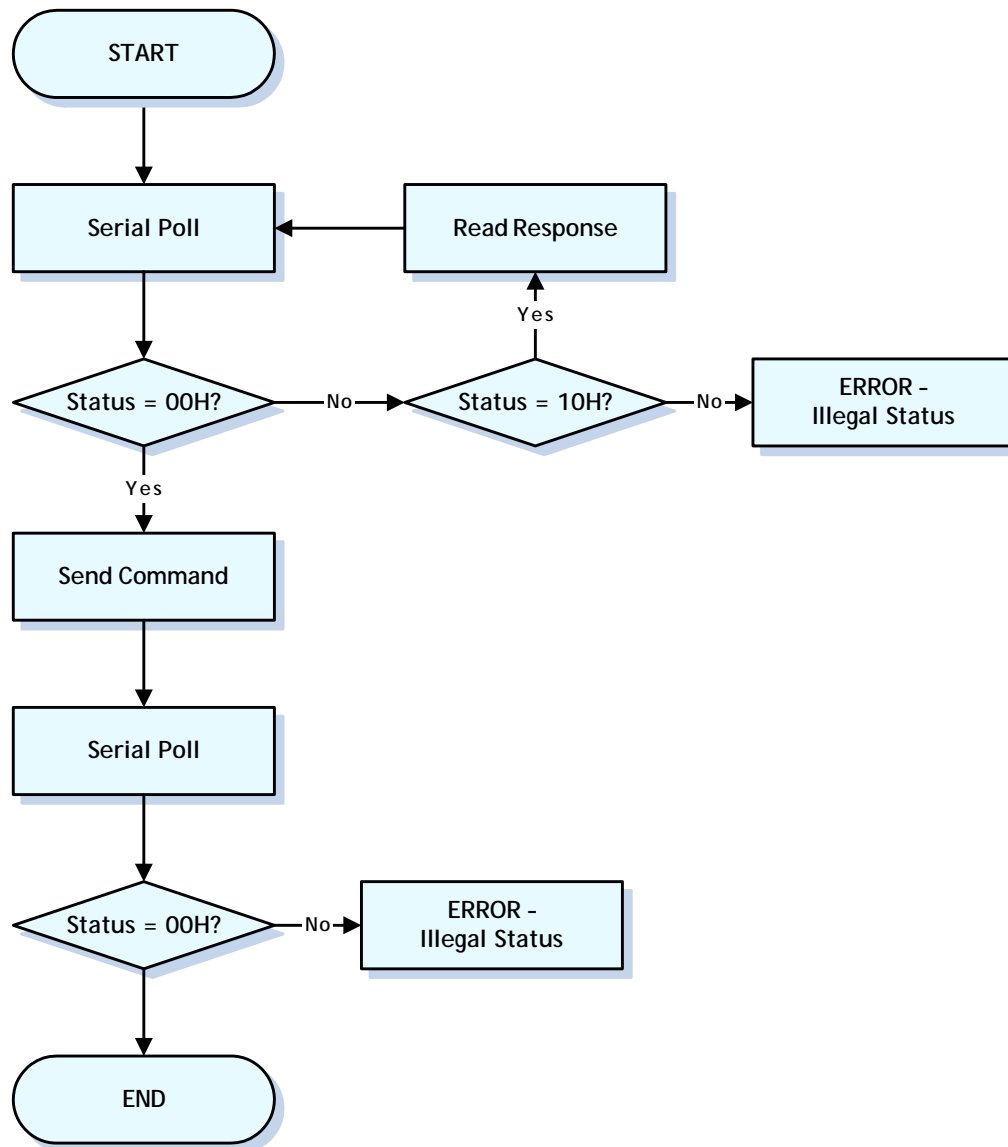 START
Serial Poll
Read Response
Yes
Status = 00H?
No
Status = 10H?
No
ERROR -
Illegal Status
Yes
Send Command
Serial Poll
Status = 00H?
No
ERROR -
Illegal Status
END